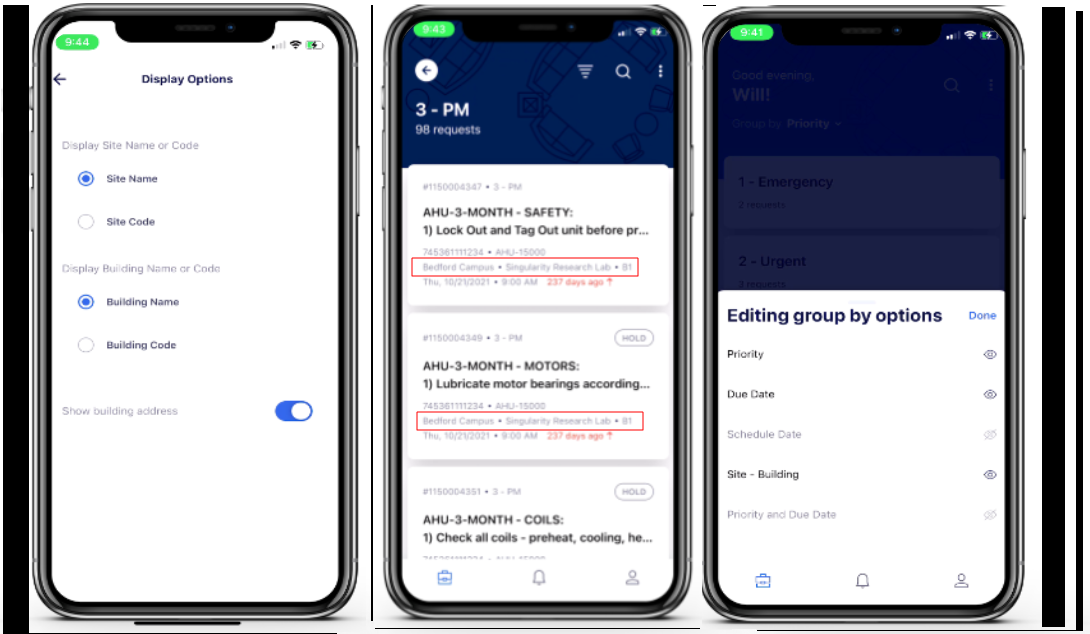 9:44
Display Options
Display Site Name or Code
Site Name
Site Code
Display Building Name or Code
Building Name
Building Code
Show building address
9:43
3 - PM
98 requests
#1150004347 • 3 - PM
AHU-3-MONTH - SAFETY:
1) Lock Out and Tag Out unit before pr...
745361111234 • AHU-15000
Bedford Campus • Singularity Research Lab • B1
Thu, 10/21/2021 • 9:00 AM 237 days ago ↑
#1150004349 • 3 - PM
HOLD
AHU-3-MONTH - MOTORS:
1) Lubricate motor bearings according...
745361111234 • AHU-15000
Bedford Campus • Singularity Research Lab • B1
Thu, 10/21/2021 • 9:00 AM 237 days ago ↑
#1150004351 • 3 - PM
HOLD
AHU-3-MONTH - COILS:
1) Check all coils - preheat, cooling, he...
9:41
Good evening,
Will!
Group by Priority
1 - Emergency
2 requests
2 - Urgent
Editing group by options
Done
Priority
Due Date
Schedule Date
Site - Building
Priority and Due Date